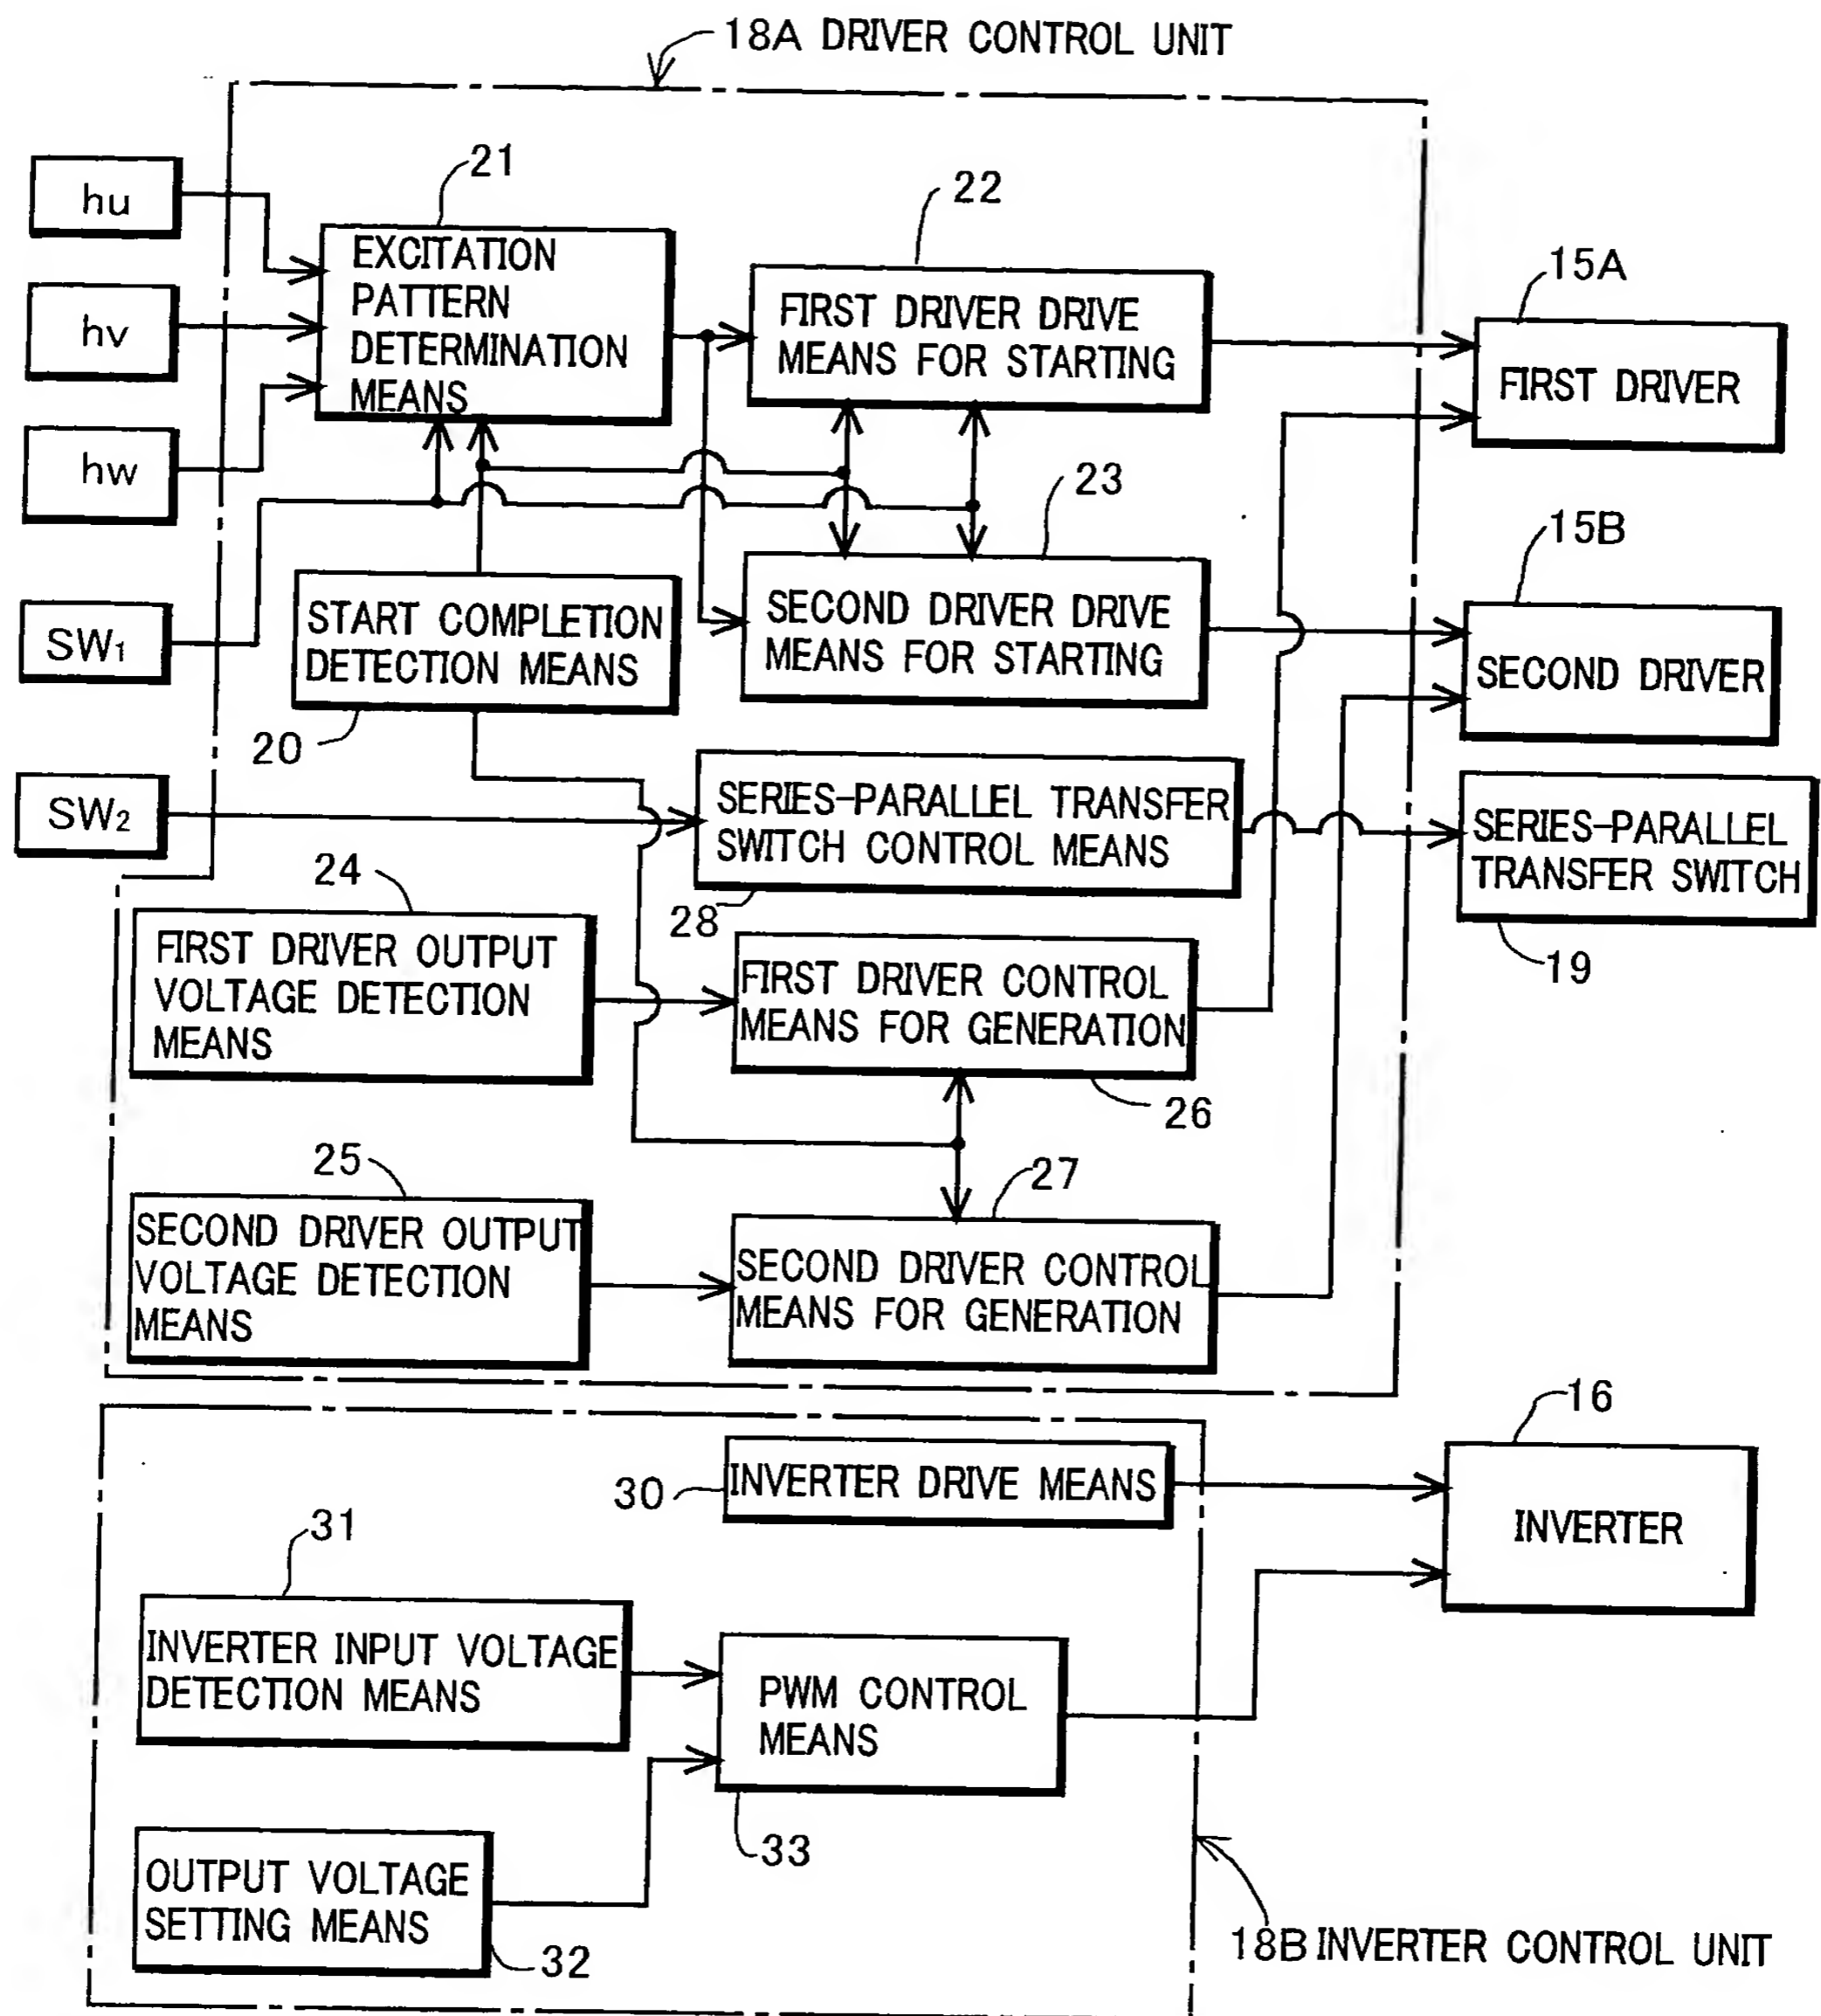 18A DRIVER CONTROL UNIT
hu
21
22
EXCITATION
PATTERN
DETERMINATION
MEANS
FIRST DRIVER DRIVE
MEANS FOR STARTING
15A
FIRST DRIVER
hv
hw
23
15B
SW1
START COMPLETION
DETECTION MEANS
20
SECOND DRIVER DRIVE
MEANS FOR STARTING
SECOND DRIVER
SW2
SERIES-PARALLEL TRANSFER
SWITCH CONTROL MEANS
28
SERIES-PARALLEL
TRANSFER SWITCH
19
24
FIRST DRIVER OUTPUT
VOLTAGE DETECTION
MEANS
FIRST DRIVER CONTROL
MEANS FOR GENERATION
26
25
27
SECOND DRIVER OUTPUT
VOLTAGE DETECTION
MEANS
SECOND DRIVER CONTROL
MEANS FOR GENERATION
16
30
INVERTER DRIVE MEANS
INVERTER
31
INVERTER INPUT VOLTAGE
DETECTION MEANS
PWM CONTROL
MEANS
33
OUTPUT VOLTAGE
SETTING MEANS
32
18B INVERTER CONTROL UNIT